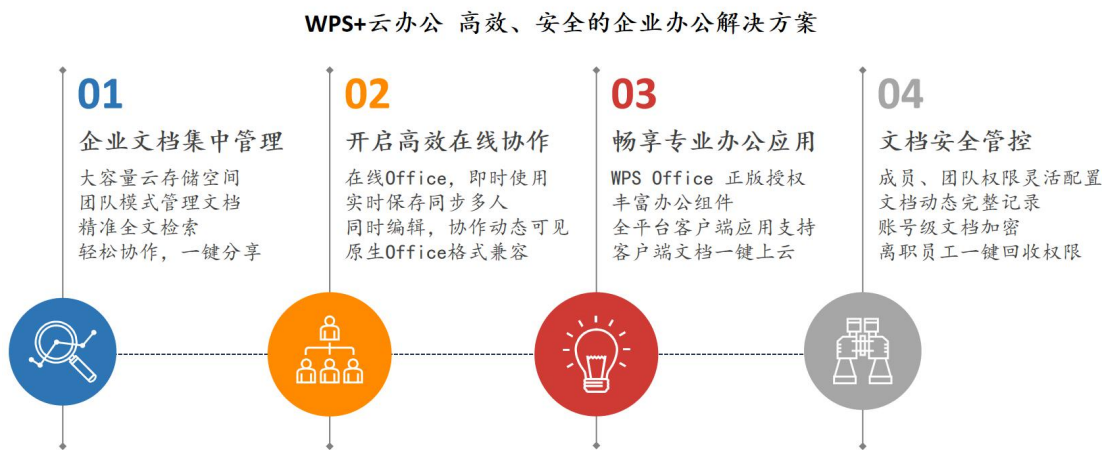 WPS+云办公 高效、安全的企业办公解决方案
01
企业文档集中管理
大容量云存储空间
团队模式管理文档
精准全文检索
轻松协作，一键分享
02
开启高效在线协作
在线Office，即时使用
实时保存同步多人
同时编辑，协作动态可见
原生Office格式兼容
03
畅享专业办公应用
WPS Office 正版授权
丰富办公组件
全平台客户端应用支持
客户端文档一键上云
04
文档安全管控
成员、团队权限灵活配置
文档动态完整记录
账号级文档加密
离职员工一键回收权限